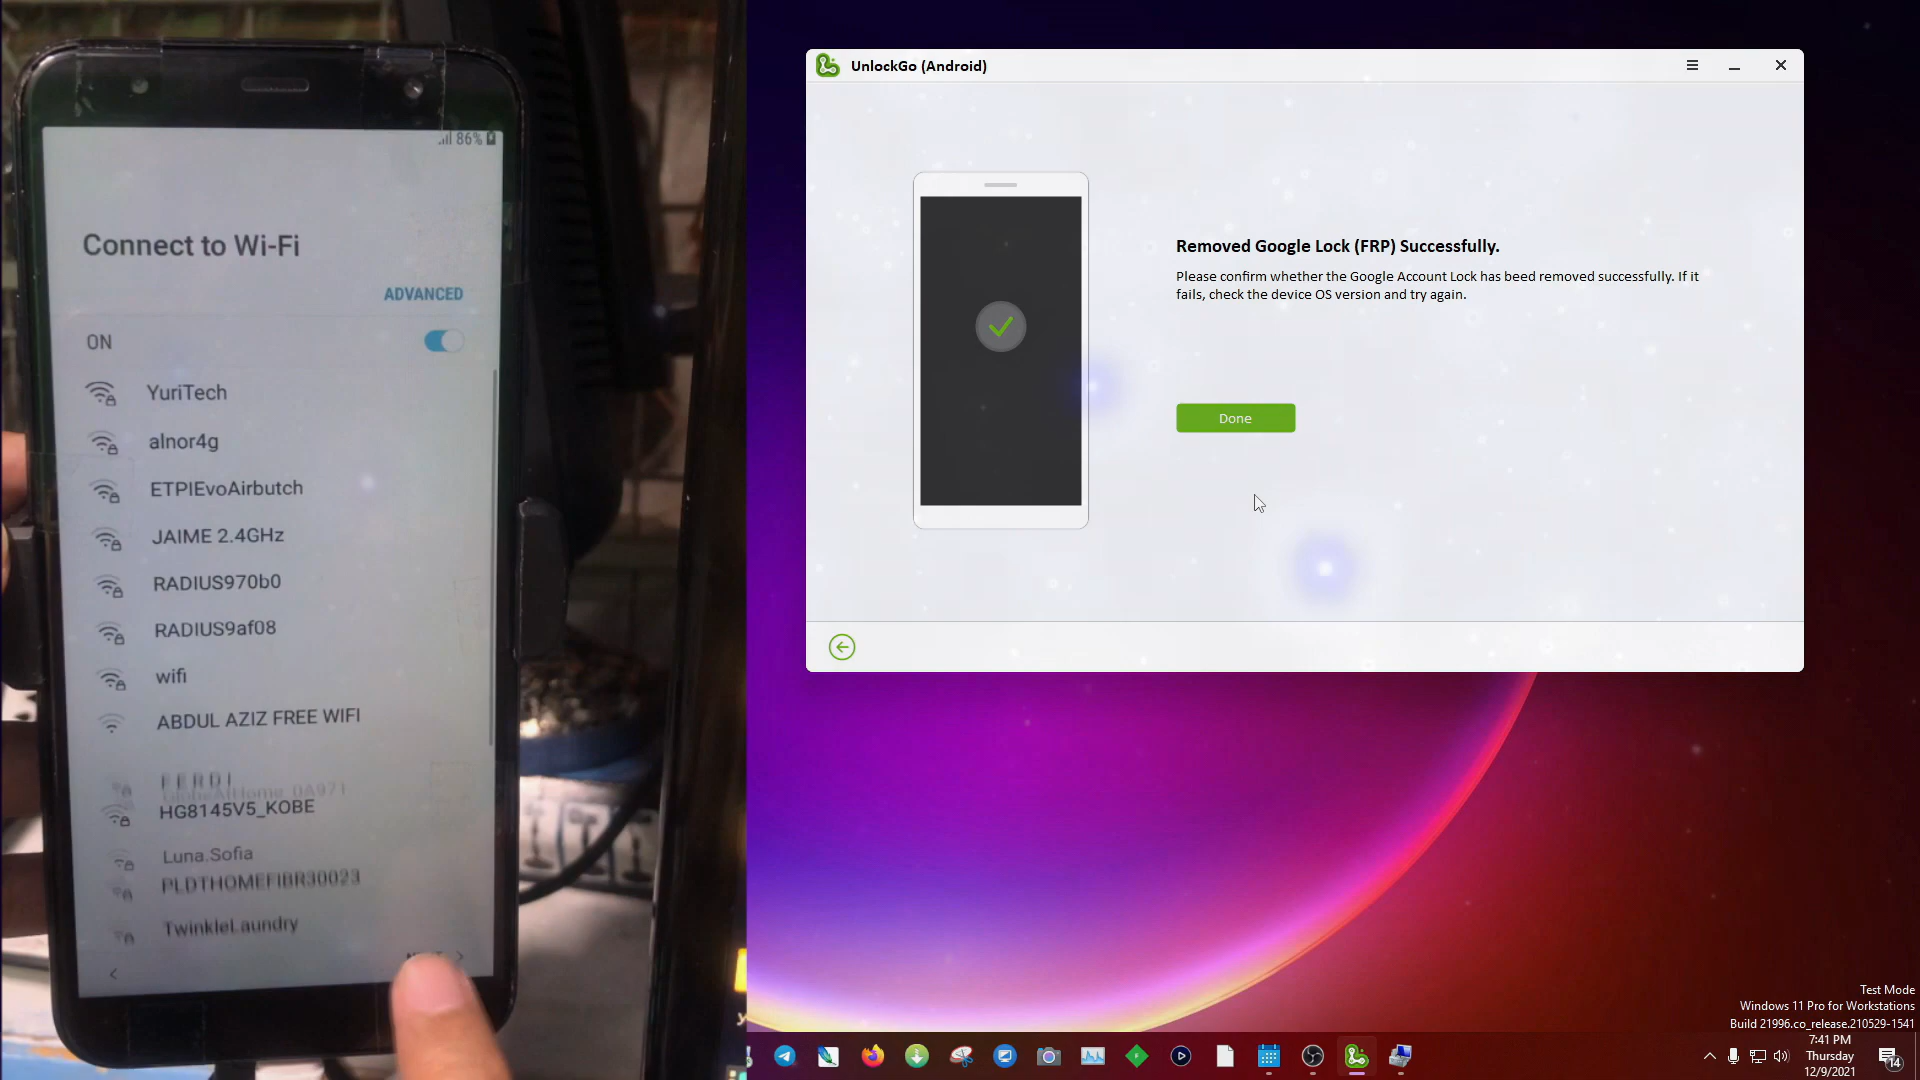 86%
Connect to Wi-Fi
ADVANCED
ON
YuriTech
alnor4g
ETPIEvoAirbutch
JAIME 2.4GHz
RADIUS970b0
RADIUS9af08
wifi
ABDUL AZIZ FREE WIFI
FERDI
GlobeAtHome_0A971
HG8145V5_KOBE
Luna.Sofia
PLDTHOMEFIBR30023
TwinkleLaundry
UnlockGo (Android)
Removed Google Lock (FRP) Successfully.
Please confirm whether the Google Account Lock has beed removed successfully. If it
fails, check the device OS version and try again.
Done
Test Mode
Windows 11 Pro for Workstations
Build 21996.co_release.210529-1541
7:41 PM
Thursday
12/9/2021
14